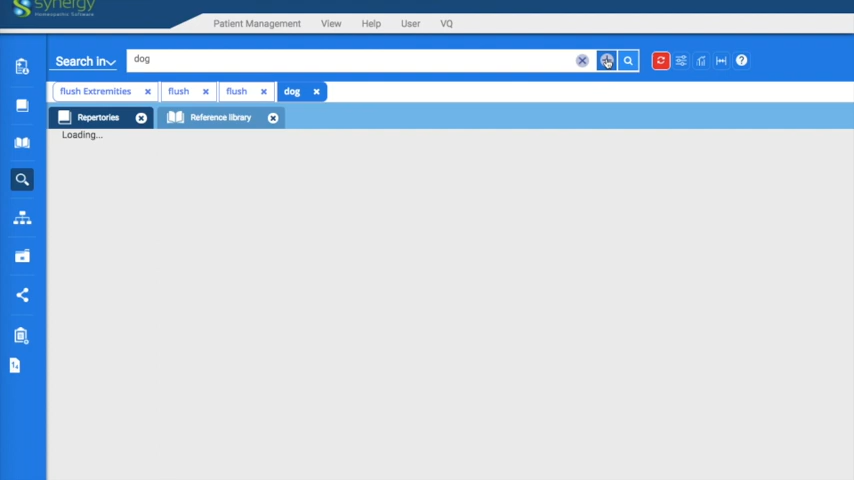 synergy
Homeopathic Software
Patient Management View Help User VQ
Search in
dog
flush Extremities flush flush dog
Repertories Reference library
Loading...